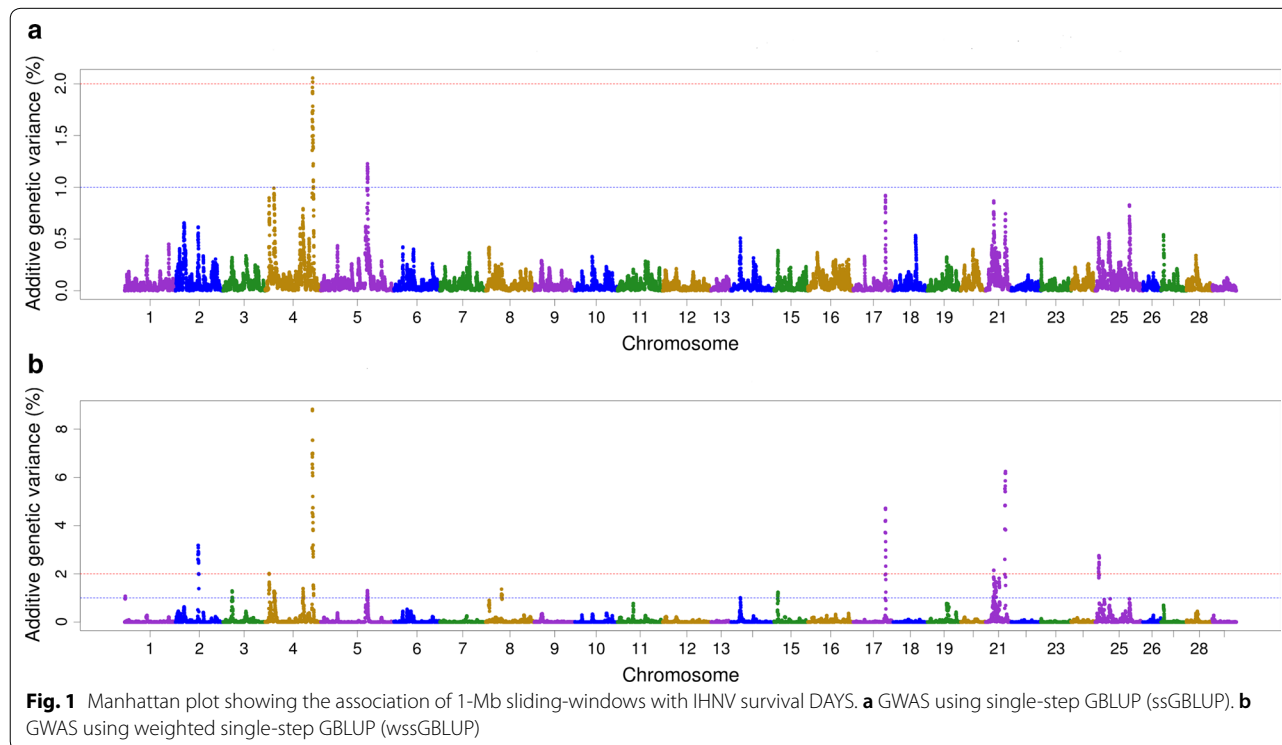 a
Additive genetic variance (%)
2.0
1.5
1.0
0.5
0.0
1 2 3 4 5 6 7 8 9 10 11 12 13 15 16 17 18 19 20 21 23 25 26 28
Chromosome
b
Additive genetic variance (%)
8
6
4
2
0
1 2 3 4 5 6 7 8 9 10 11 12 13 15 16 17 18 19 20 21 23 25 26 28
Chromosome
Fig. 1 Manhattan plot showing the association of 1-Mb sliding-windows with IHNV survival DAYS. a GWAS using single-step GBLUP (ssGBLUP). b
GWAS using weighted single-step GBLUP (wssGBLUP)